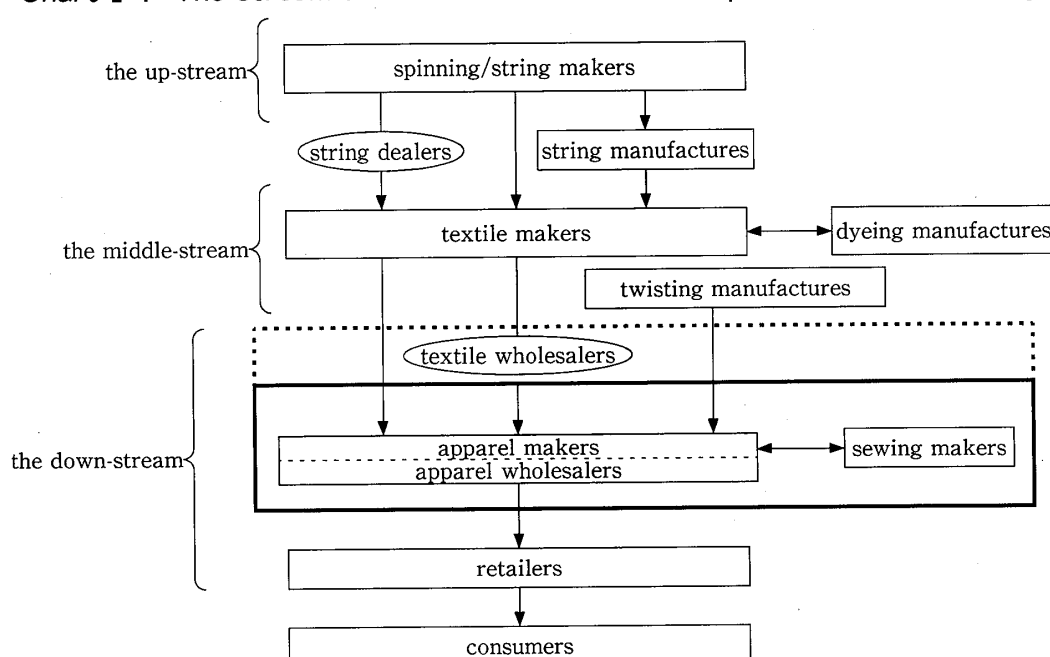 the up-stream
spinning/string makers
string dealers
string manufactures
the middle-stream
textile makers
dyeing manufactures
twisting manufactures
textile wholesalers
the down-stream
apparel makers
apparel wholesalers
sewing makers
retailers
consumers